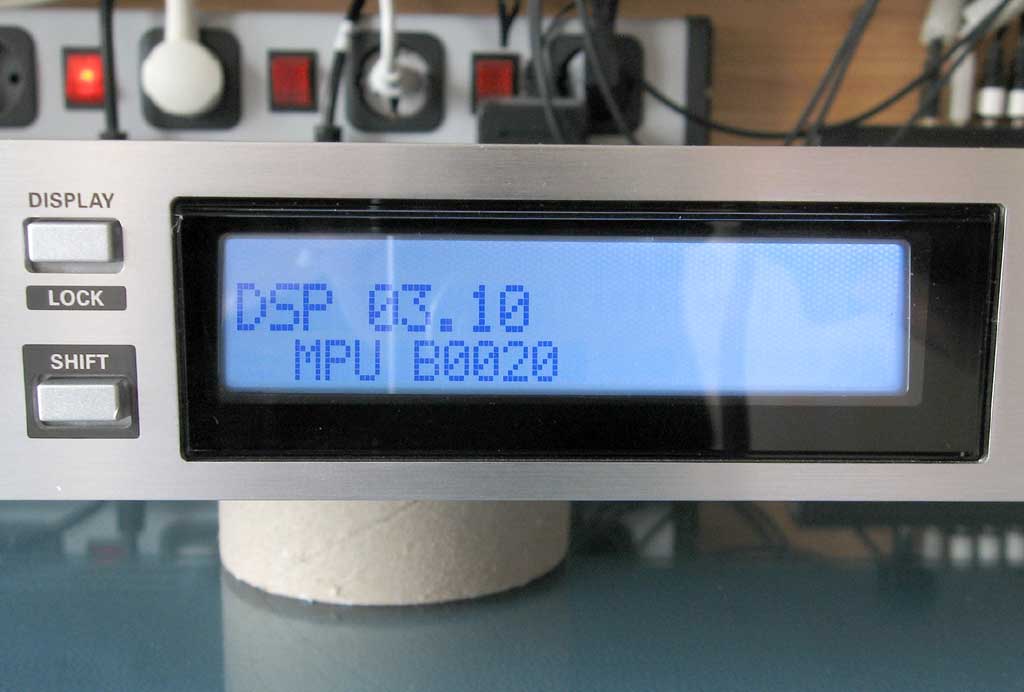 DISPLAY
LOCK
SHIFT
DSP 03.10
MPU B0020